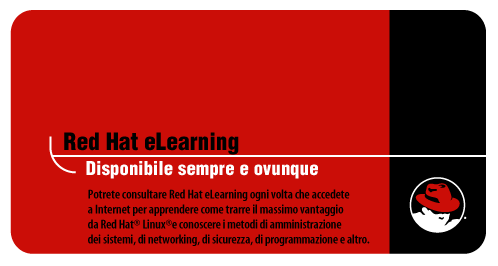 Red Hat eLearning
Disponibile sempre e ovunque
Potrete consultare Red Hat eLearning ogni volta che accedete
a Internet per apprendere come trarre il massimo vantaggio
da Red Hat® Linux®e conoscere i metodi di amministrazione
dei sistemi, di networking, di sicurezza, di programmazione e altro.